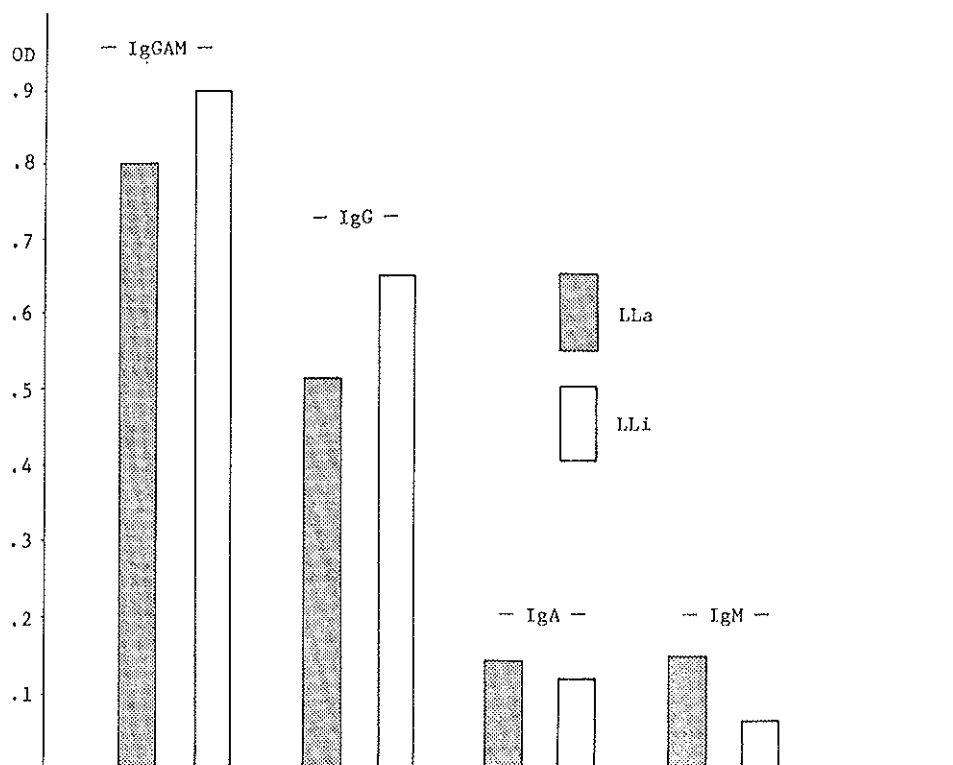 OD
— IgGAM —
.9
.8
.7
— IgG —
.6
LLa
.5
LLi
.4
.3
.2
— IgA —
— IgM —
.1